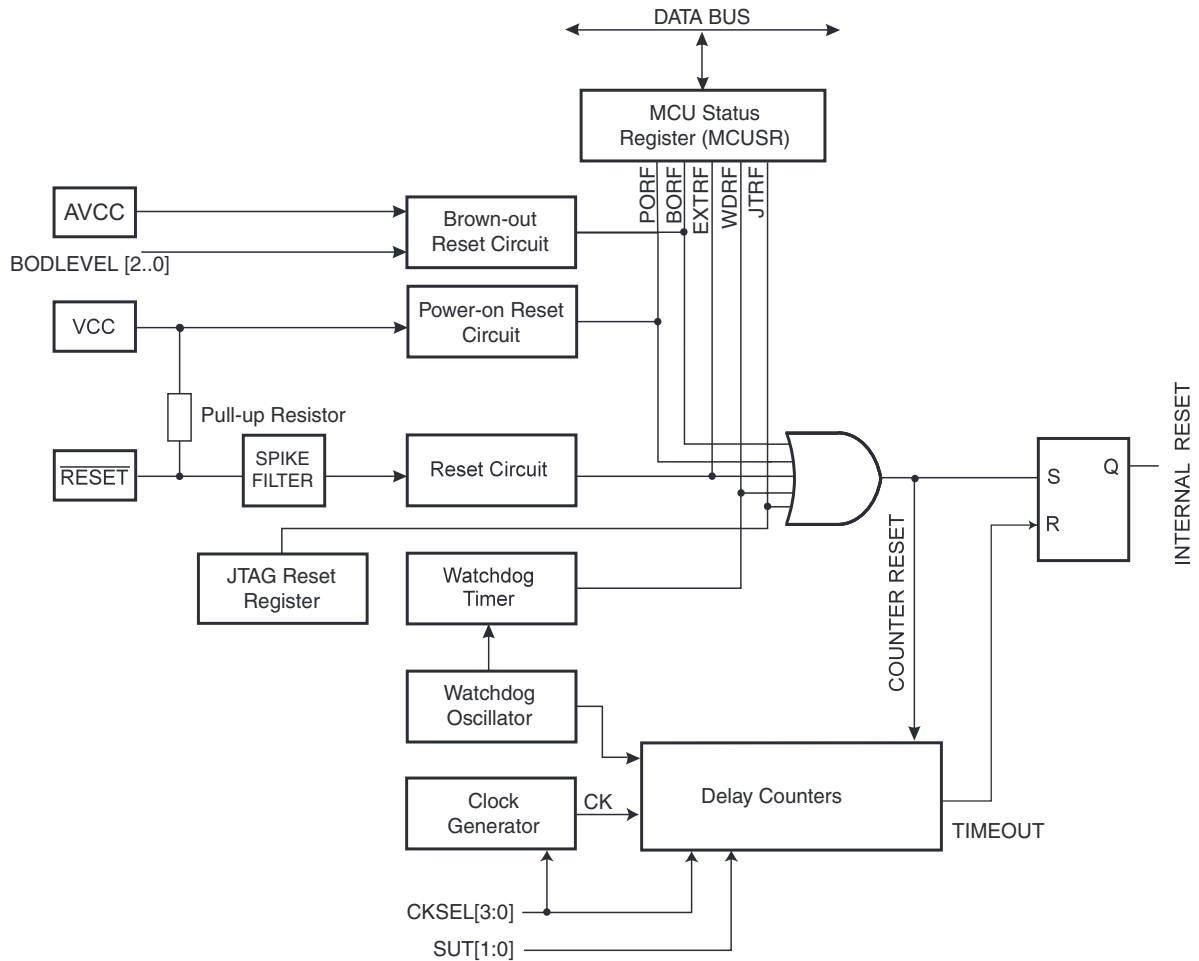 DATA BUS
MCU Status
Register (MCUSR)
PORF
BORF
EXTRF
WDRF
JTRF
AVCC
Brown-out
Reset Circuit
BODLEVEL [2..0]
VCC
Power-on Reset
Circuit
Pull-up Resistor
RESET
SPIKE
FILTER
Reset Circuit
S
Q
R
INTERNAL RESET
JTAG Reset
Register
Watchdog
Timer
COUNTER RESET
Watchdog
Oscillator
Clock
Generator
CK
Delay Counters
TIMEOUT
CKSEL[3:0]
SUT[1:0]